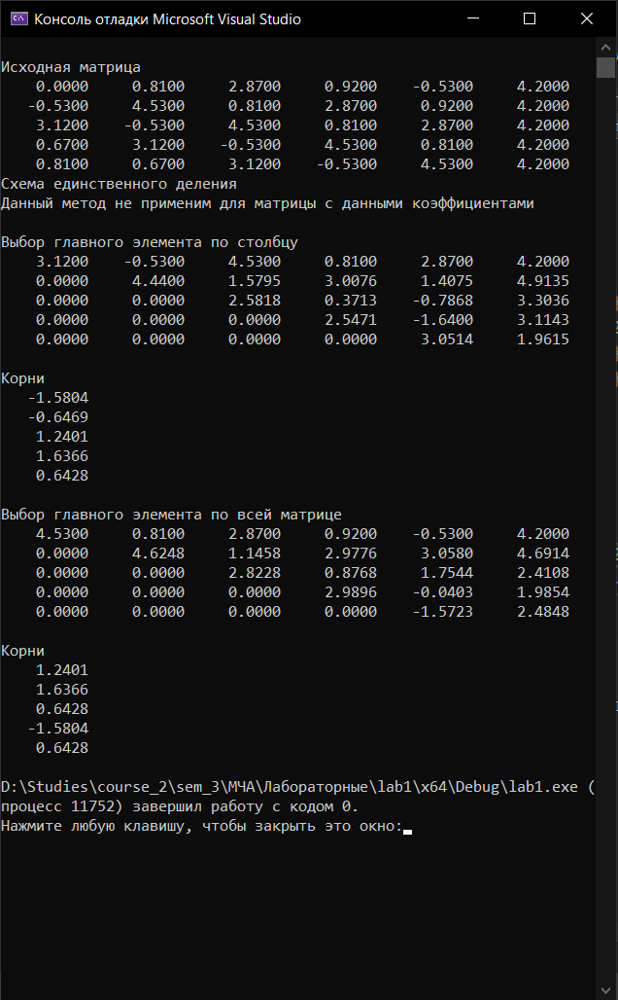 Консоль отладки Microsoft Visual Studio
Исходная матрица
0.0000 0.8100 2.8700 0.9200 -0.5300 4.2000
-0.5300 4.5300 0.8100 2.8700 0.9200 4.2000
3.1200 -0.5300 4.5300 0.8100 2.8700 4.2000
0.6700 3.1200 -0.5300 4.5300 0.8100 4.2000
0.8100 0.6700 3.1200 -0.5300 4.5300 4.2000
Схема единственного деления
Данный метод не применим для матрицы с данными коэффициентами
Выбор главного элемента по столбцу
3.1200 -0.5300 4.5300 0.8100 2.8700 4.2000
0.0000 4.4400 1.5795 3.0076 1.4075 4.9135
0.0000 0.0000 2.5818 0.3713 -0.7868 3.3036
0.0000 0.0000 0.0000 2.5471 -1.6400 3.1143
0.0000 0.0000 0.0000 0.0000 3.0514 1.9615
Корни
-1.5804
-0.6469
1.2401
1.6366
0.6428
Выбор главного элемента по всей матрице
4.5300 0.8100 2.8700 0.9200 -0.5300 4.2000
0.0000 4.6248 1.1458 2.9776 3.0580 4.6914
0.0000 0.0000 2.8228 0.8768 1.7544 2.4108
0.0000 0.0000 0.0000 2.9896 -0.0403 1.9854
0.0000 0.0000 0.0000 0.0000 -1.5723 2.4848
Корни
1.2401
1.6366
0.6428
-1.5804
0.6428
D:\Studies\course_2\sem_3\МЧА\Лабораторные\lab1\x64\Debug\lab1.exe (
процесс 11752) завершил работу с кодом 0.
Нажмите любую клавишу, чтобы закрыть это окно: